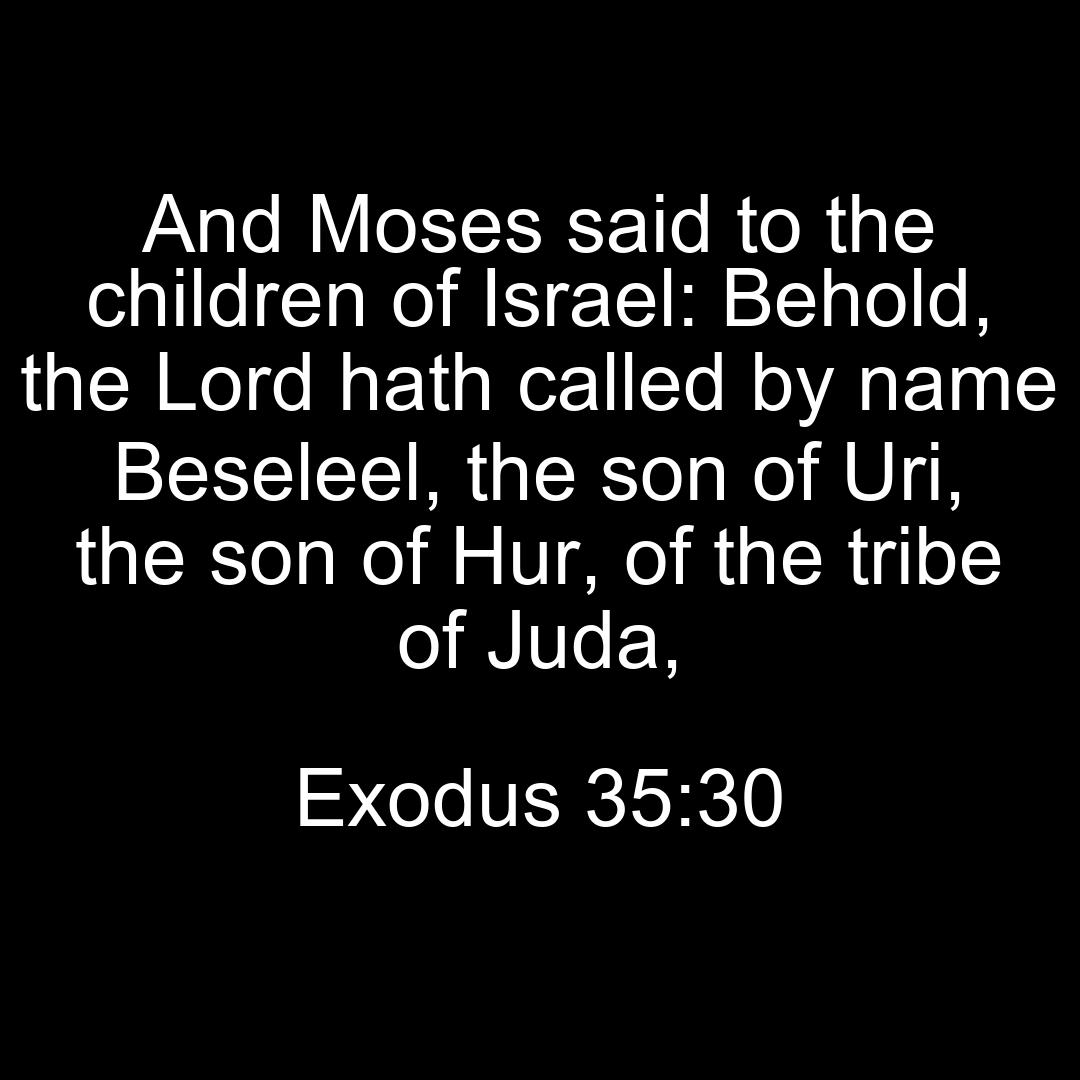 And Moses said to the
children of Israel: Behold,
the Lord hath called by name
Beseleel, the son of Uri,
the son of Hur, of the tribe
of Juda,
Exodus 35:30